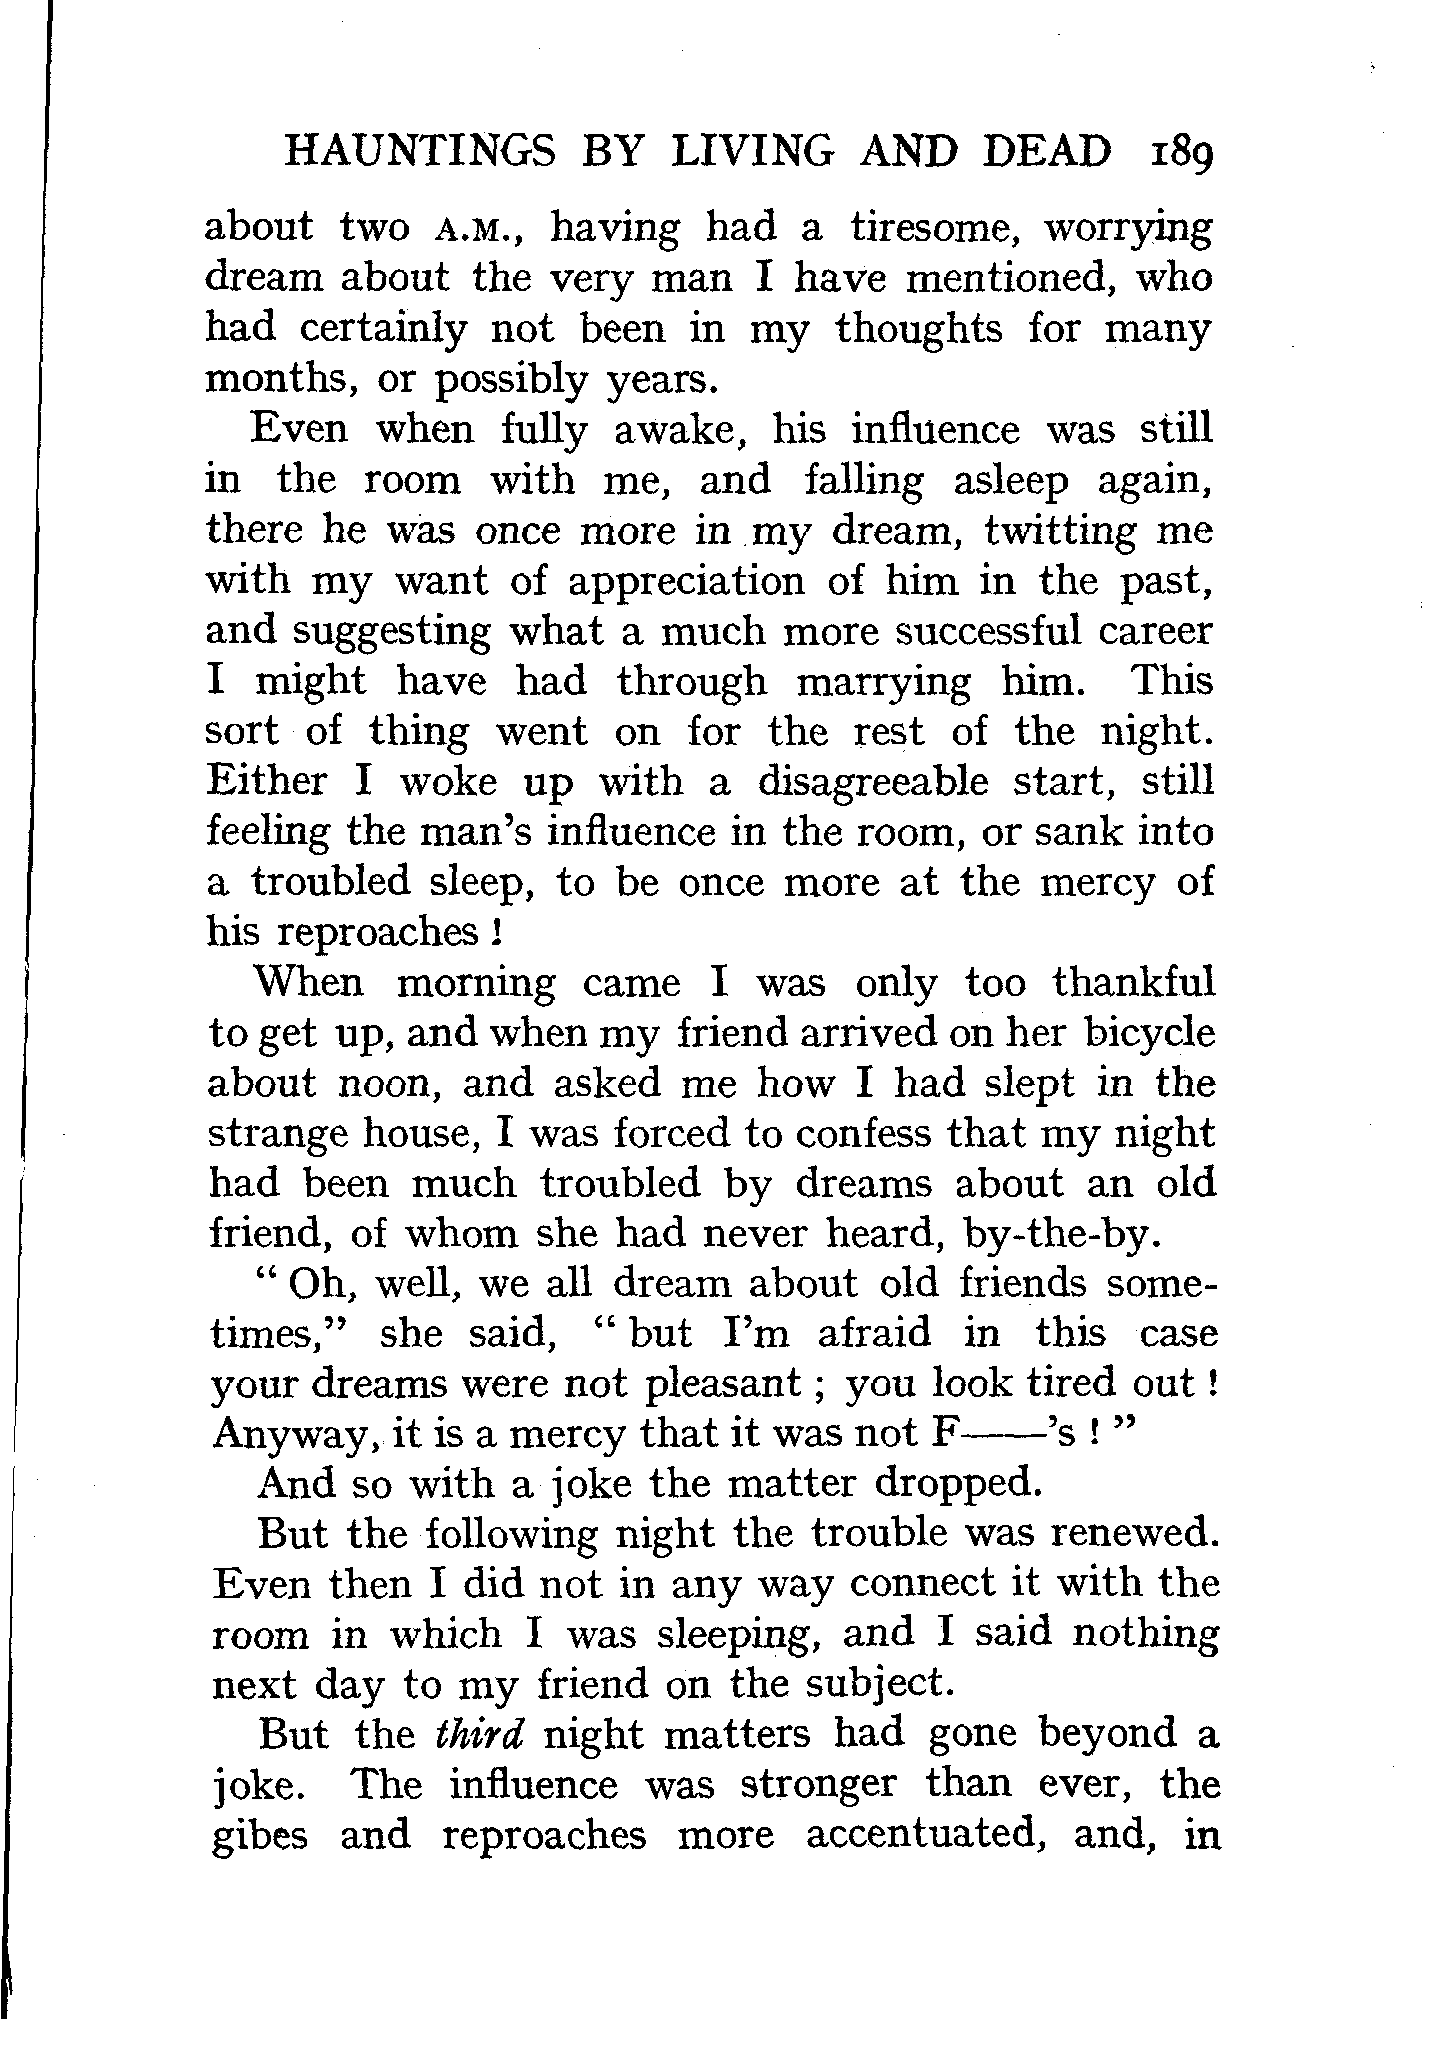 HAUNTINGS BY LIVING AND DEAD 189
about two A.M., having had a tiresome, worrying
dream about the very man I have mentioned, who
had certainly not been in my thoughts for many
months, or possibly years.
Even when fully awake, his influence was still
in the room with me, and falling asleep again,
there he was once more in my dream, twitting me
with my want of appreciation of him in the past,
and suggesting what a much more successful career
I might have had through marrying him. This
sort of thing went on for the rest of the night.
Either I woke up with a disagreeable start, still
feeling the man's influence in the room, or sank into
a troubled sleep, to be once more at the mercy of
his reproaches !
When morning came I was only too thankful
to get up, and when my friend arrived on her bicycle
about noon, and asked me how I had slept in the
strange house, I was forced to confess that my night
had been much troubled by dreams about an old
friend, of whom she had never heard, by-the-by.
“ Oh, well, we all dream about old friends some-
times,” she said, “ but I'm afraid in this case
your dreams were not pleasant ; you look tired out !
Anyway, it is a mercy that it was not F——'s ! ”
And so with a joke the matter dropped.
But the following night the trouble was renewed.
Even then I did not in any way connect it with the
room in which I was sleeping, and I said nothing
next day to my friend on the subject.
But the third night matters had gone beyond a
joke. The influence was stronger than ever, the
gibes and reproaches more accentuated, and, in